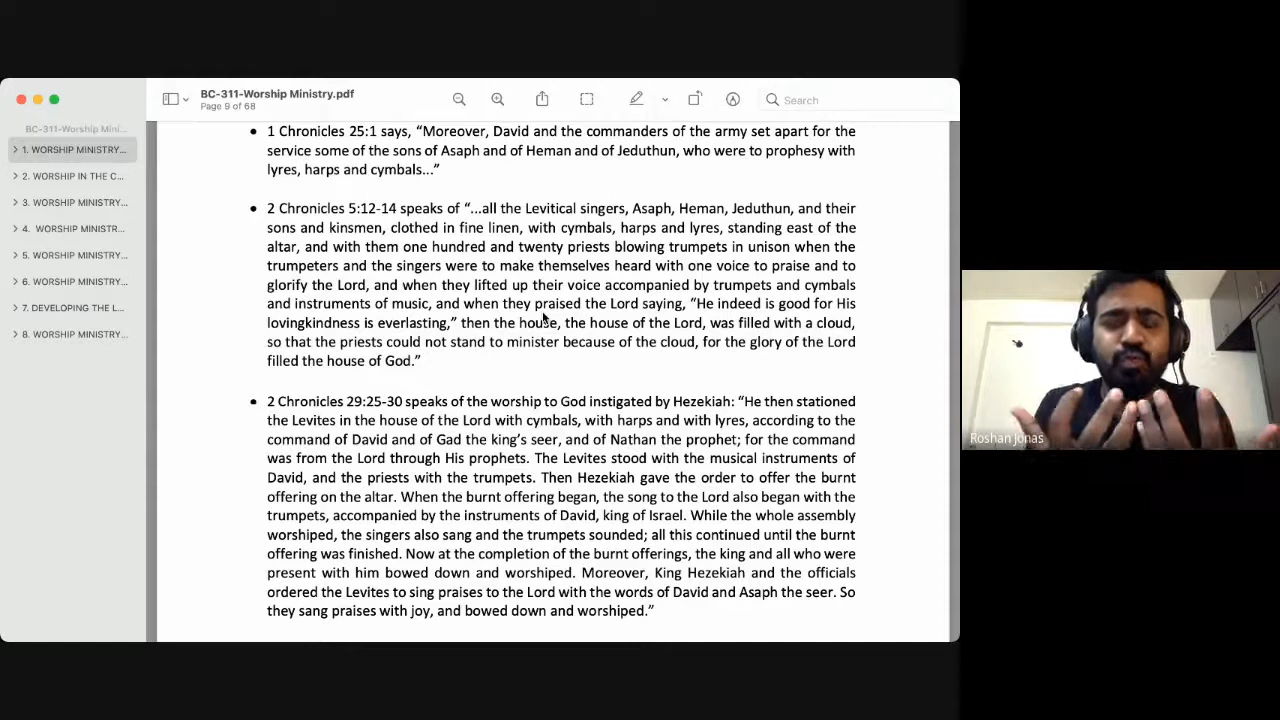 BC-311-Worship Ministry.pdf
Page 9 of 68
Search
BC-311-Worship Mini...
1. WORSHIP MINISTRY...
2. WORSHIP IN THE C...
3. WORSHIP MINISTRY...
4. WORSHIP MINISTR...
5. WORSHIP MINISTRY...
6. WORSHIP MINISTRY...
7. DEVELOPING THE L...
8. WORSHIP MINISTRY...
• 1 Chronicles 25:1 says, “Moreover, David and the commanders of the army set apart for the
service some of the sons of Asaph and of Heman and of Jeduthun, who were to prophesy with
lyres, harps and cymbals...”
• 2 Chronicles 5:12-14 speaks of “...all the Levitical singers, Asaph, Heman, Jeduthun, and their
sons and kinsmen, clothed in fine linen, with cymbals, harps and lyres, standing east of the
altar, and with them one hundred and twenty priests blowing trumpets in unison when the
trumpeters and the singers were to make themselves heard with one voice to praise and to
glorify the Lord, and when they lifted up their voice accompanied by trumpets and cymbals
and instruments of music, and when they praised the Lord saying, “He indeed is good for His
lovingkindness is everlasting,” then the house, the house of the Lord, was filled with a cloud,
so that the priests could not stand to minister because of the cloud, for the glory of the Lord
filled the house of God.”
• 2 Chronicles 29:25-30 speaks of the worship to God instigated by Hezekiah: “He then stationed
the Levites in the house of the Lord with cymbals, with harps and with lyres, according to the
command of David and of Gad the king’s seer, and of Nathan the prophet; for the command
was from the Lord through His prophets. The Levites stood with the musical instruments of
David, and the priests with the trumpets. Then Hezekiah gave the order to offer the burnt
offering on the altar. When the burnt offering began, the song to the Lord also began with the
trumpets, accompanied by the instruments of David, king of Israel. While the whole assembly
worshiped, the singers also sang and the trumpets sounded; all this continued until the burnt
offering was finished. Now at the completion of the burnt offerings, the king and all who were
present with him bowed down and worshiped. Moreover, King Hezekiah and the officials
ordered the Levites to sing praises to the Lord with the words of David and Asaph the seer. So
they sang praises with joy, and bowed down and worshiped.”
Roshan Jonas